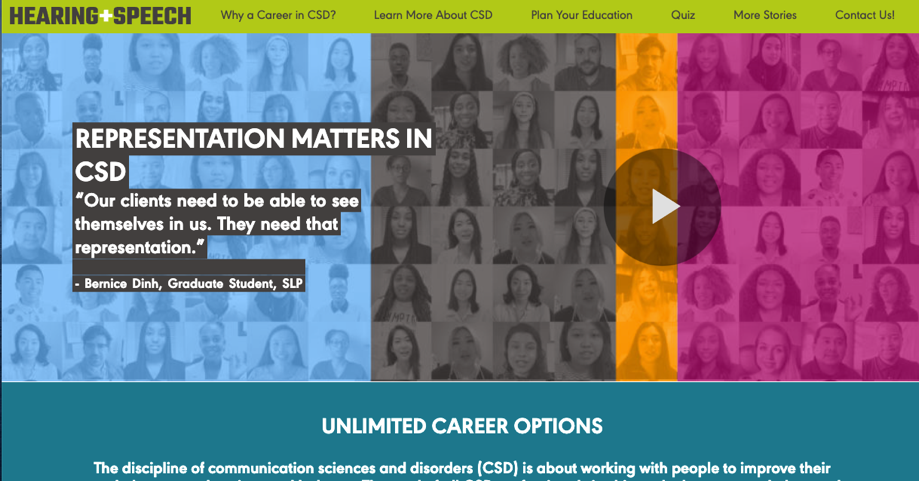 HEARING+SPEECH
Why a Career in CSD?
Learn More About CSD
Plan Your Education
Quiz
More Stories
Contact Us!
REPRESENTATION MATTERS IN
CSD
“Our clients need to be able to see
themselves in us. They need that
representation.”
- Bernice Dinh, Graduate Student, SLP
UNLIMITED CAREER OPTIONS
The discipline of communication sciences and disorders (CSD) is about working with people to improve their